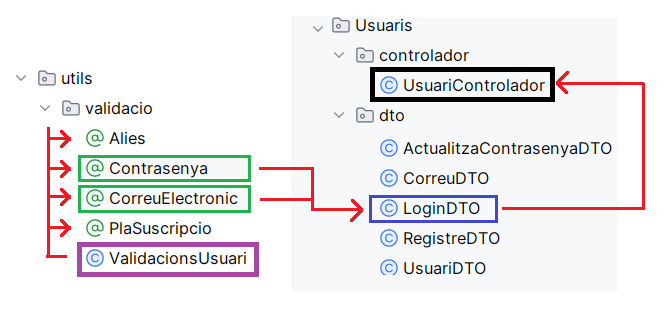 utils
validacio
@ Alies
@ Contrasenya
@ CorreuElectronic
@ PlaSuscripcio
C ValidacionsUsuari
Usuaris
controlador
C UsuariControlador
dto
C ActualitzaContrasenyaDTO
C CorreuDTO
C LoginDTO
C RegistreDTO
C UsuariDTO